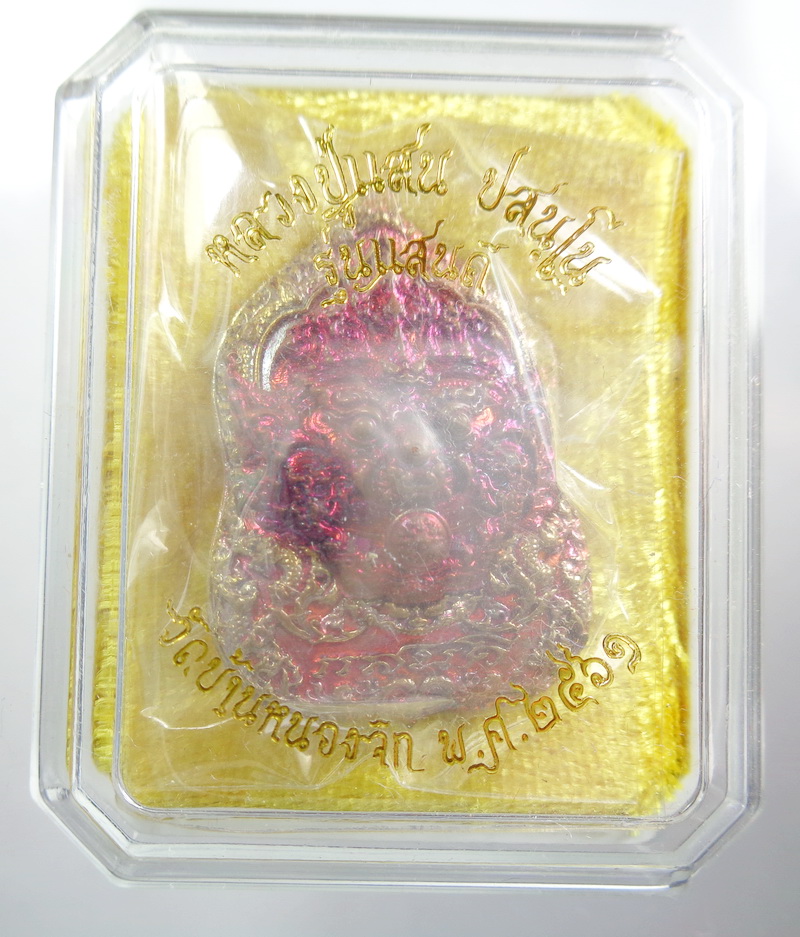 หลวงปู่แสน ปสนฺโน
รุ่นแสนดี
วัดบ้านหนองจิก พ.ศ.๒๕๖๑